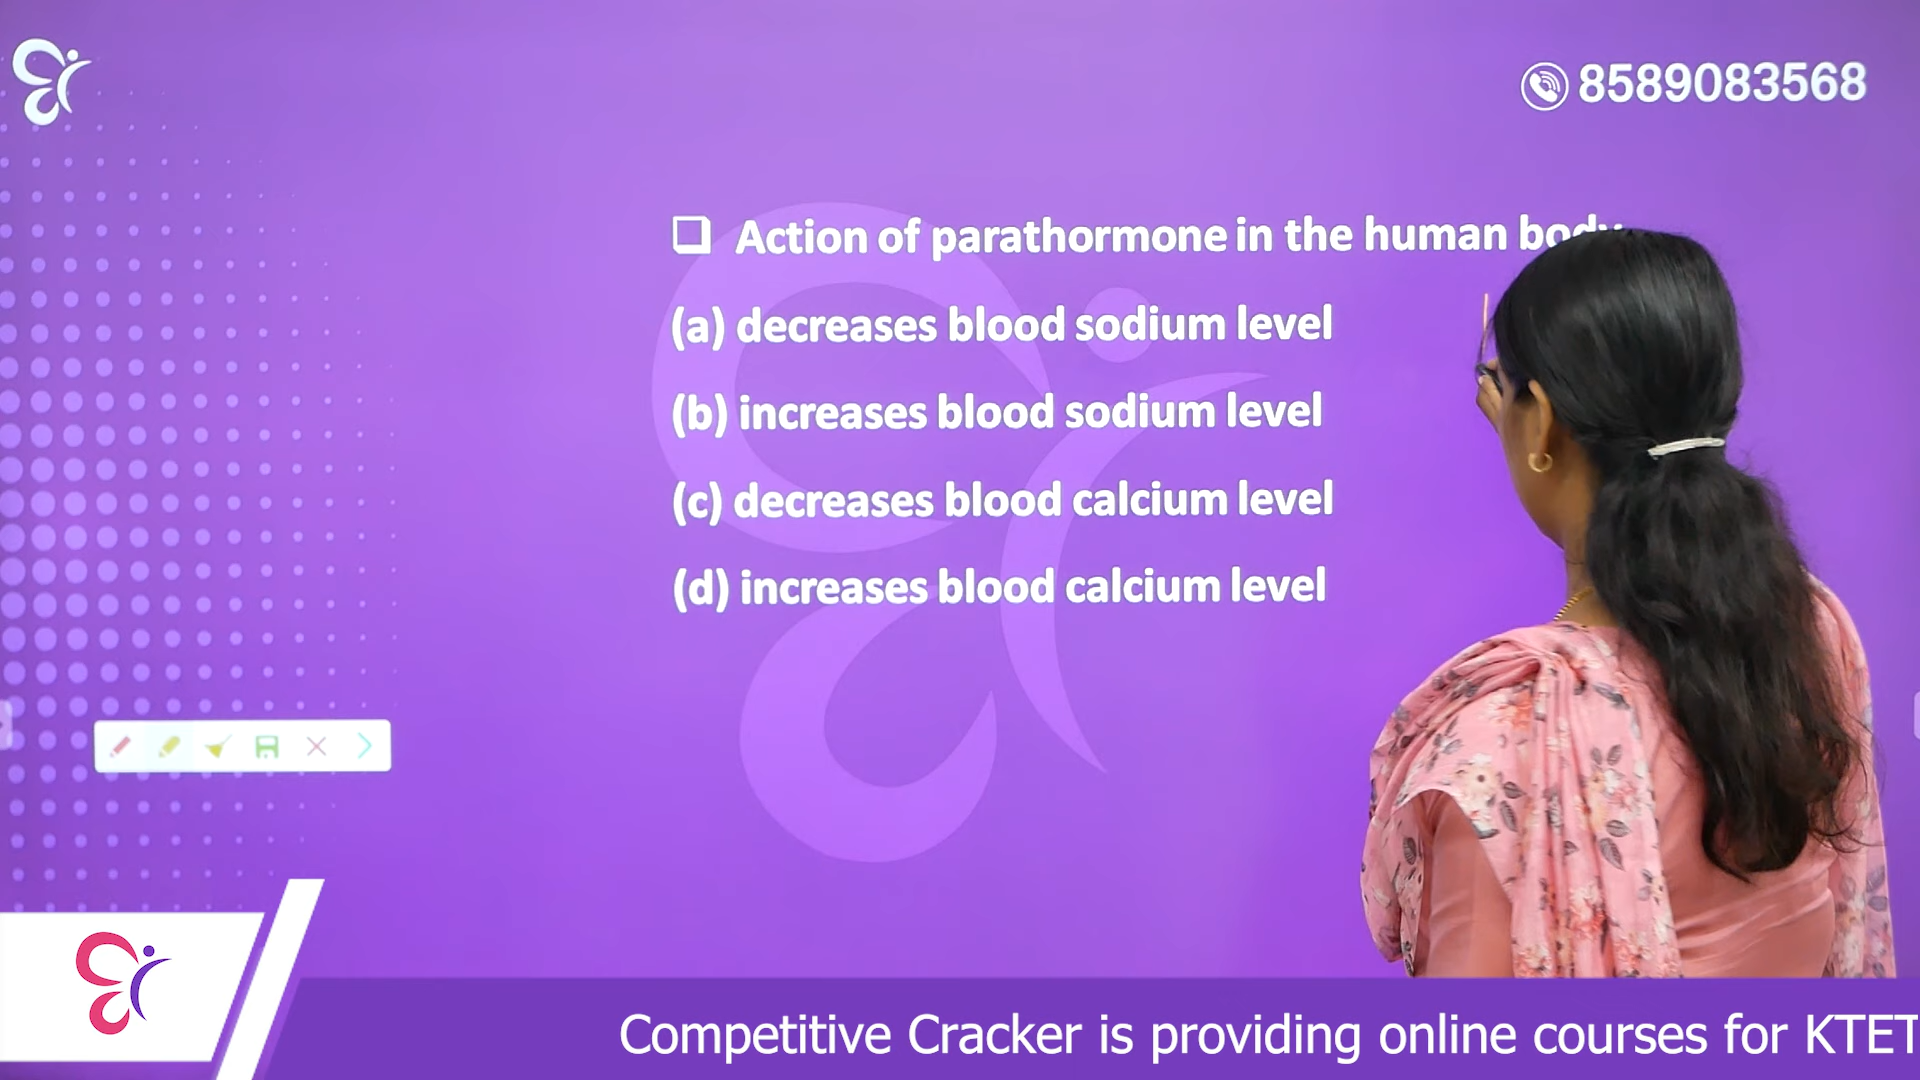 8589083568
Action of parathormone in the human body
(a) decreases blood sodium level
(b) increases blood sodium level
(c) decreases blood calcium level
(d) increases blood calcium level
Competitive Cracker is providing online courses for KTET